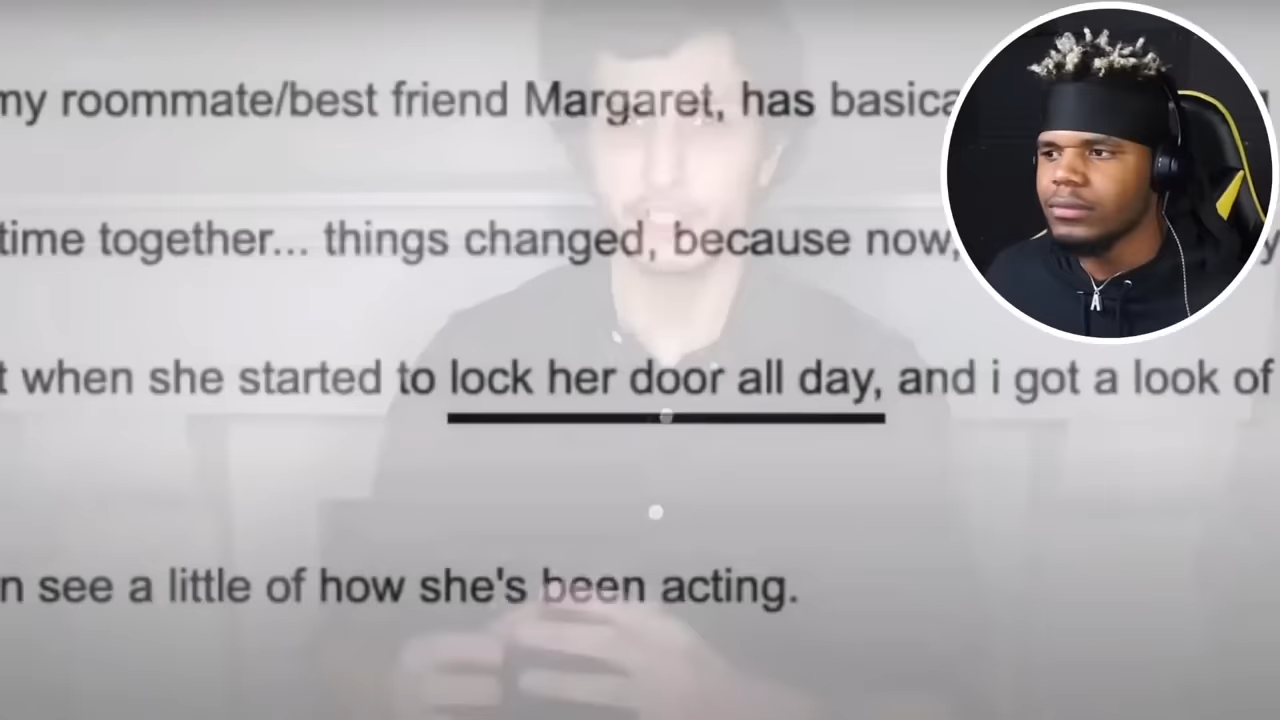 my roommate/best friend Margaret, has
time together... things changed, because now,
when she started to lock her door all day, and i got a look of
see a little of how she's been acting.
A